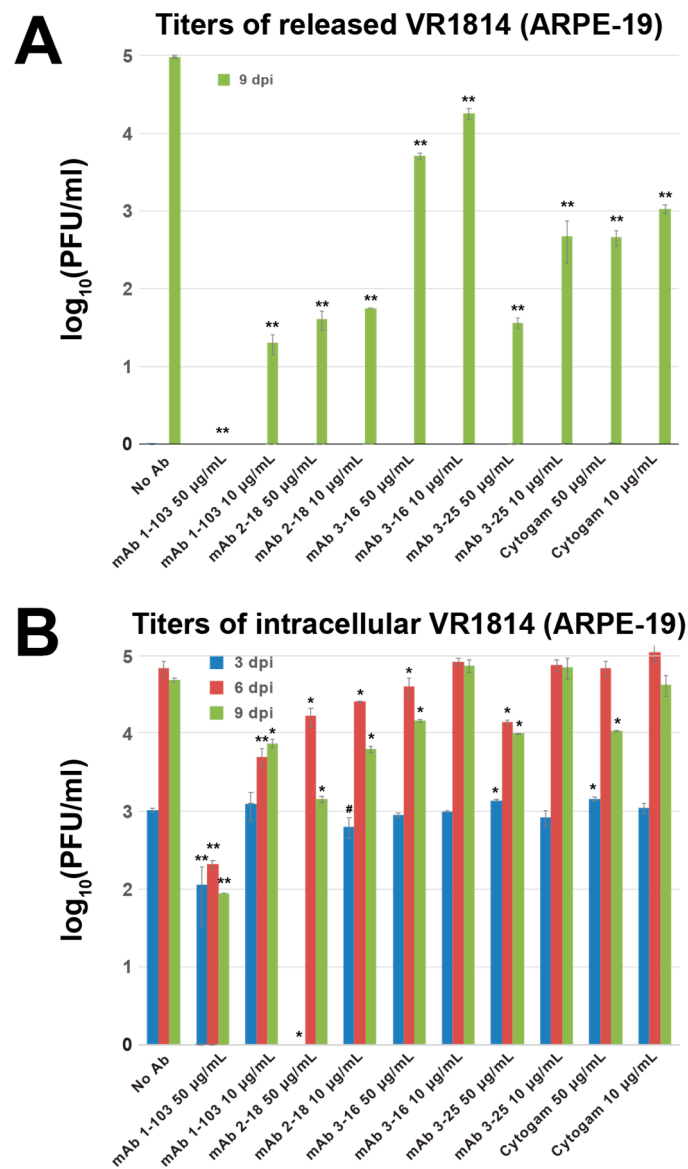 A
Titers of released VR1814 (ARPE-19)
log10(PFU/ml)
5
4
3
2
1
0
9 dpi
**
**
**
**
**
**
**
**
**
**
No Ab
mAb 1-103 50 µg/mL
mAb 1-103 10 µg/mL
mAb 2-18 50 µg/mL
mAb 2-18 10 µg/mL
mAb 3-16 50 µg/mL
mAb 3-16 10 µg/mL
mAb 3-25 50 µg/mL
mAb 3-25 10 µg/mL
Cytogam 50 µg/mL
Cytogam 10 µg/mL
B
Titers of intracellular VR1814 (ARPE-19)
log10(PFU/ml)
5
4
3
2
1
0
3 dpi
6 dpi
9 dpi
**
**
**
**
*
*
*
*
#
*
*
*
*
*
*
*
*
*
No Ab
mAb 1-103 50 µg/mL
mAb 1-103 10 µg/mL
mAb 2-18 50 µg/mL
mAb 2-18 10 µg/mL
mAb 3-16 50 µg/mL
mAb 3-16 10 µg/mL
mAb 3-25 50 µg/mL
mAb 3-25 10 µg/mL
Cytogam 50 µg/mL
Cytogam 10 µg/mL